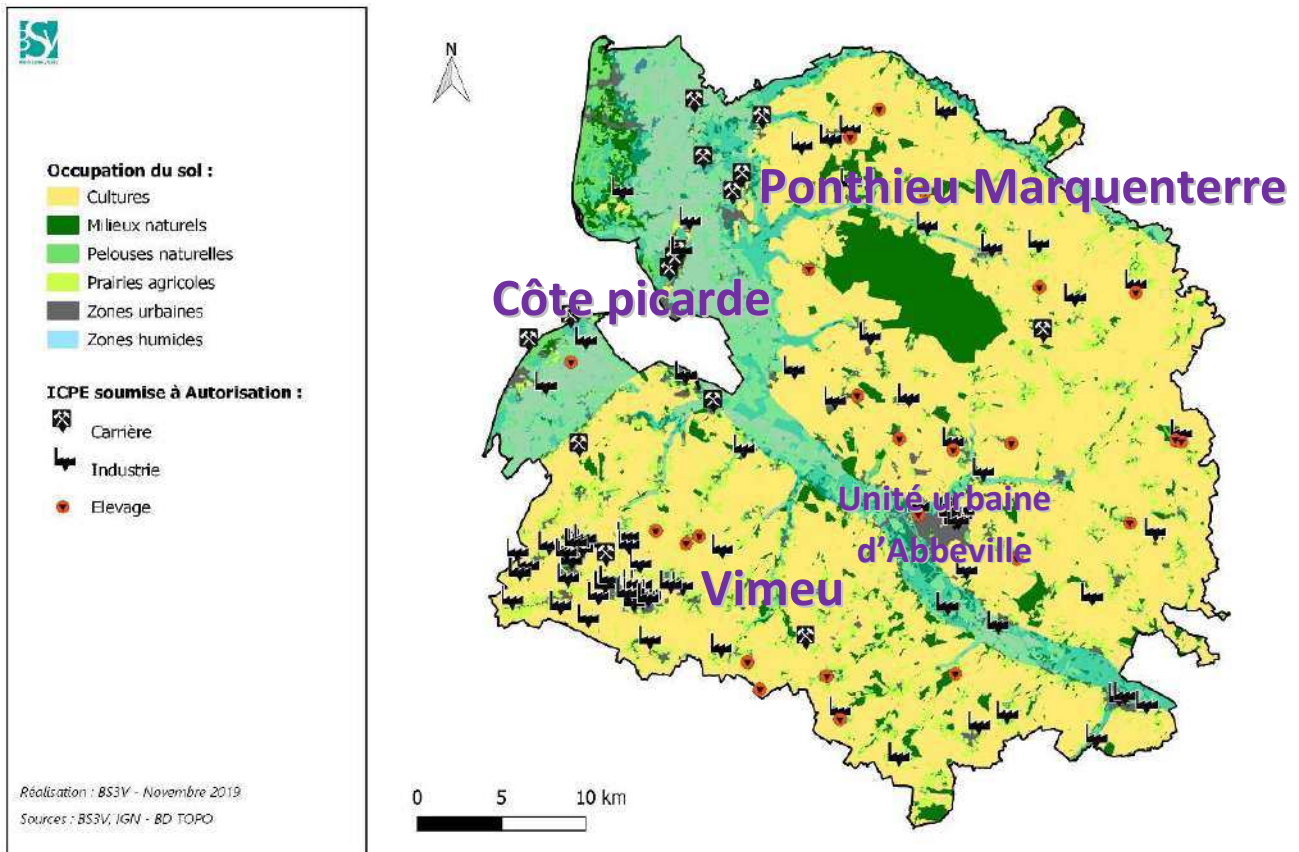 Occupation du sol :
Cultures
Milieux naturels
Pelouses naturelles
Prairies agricoles
Zones urbaines
Zones humides
ICPE soumise à Autorisation :
Carrière
Industrie
Elevage
Réalisation : BS3V - Novembre 2019
Sources : BS3V, IGN - BD TOPO
N
Ponthieu Marquenterre
Côte picarde
Unité urbaine
d'Abbeville
Vimeu
0 5 10 km